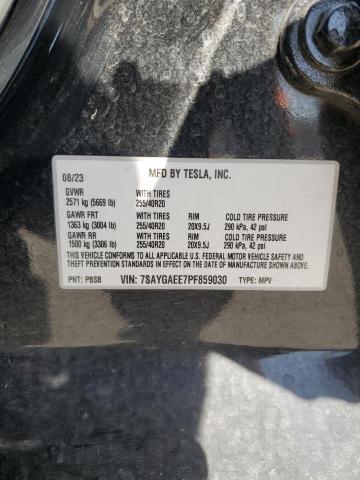 08/23 MFD BY TESLA, INC.
GVWR WITH TIRES
2571 kg (5669 lb) 255/40R20
GAWR FRT WITH TIRES RIM COLD TIRE PRESSURE
1363 kg (3004 lb) 255/40R20 20X9.5J 290 kPa, 42 psi
GAWR RR WITH TIRES RIM COLD TIRE PRESSURE
1500 kg (3306 lb) 255/40R20 20X9.5J 290 kPa, 42 psi
THIS VEHICLE CONFORMS TO ALL APPLICABLE U.S. FEDERAL MOTOR VEHICLE SAFETY AND
THEFT PREVENTION STANDARDS IN EFFECT ON THE DATE OF MANUFACTURE SHOWN ABOVE.
PNT: PBSB VIN: 7SAYGAEE7PF859030 TYPE: MPV